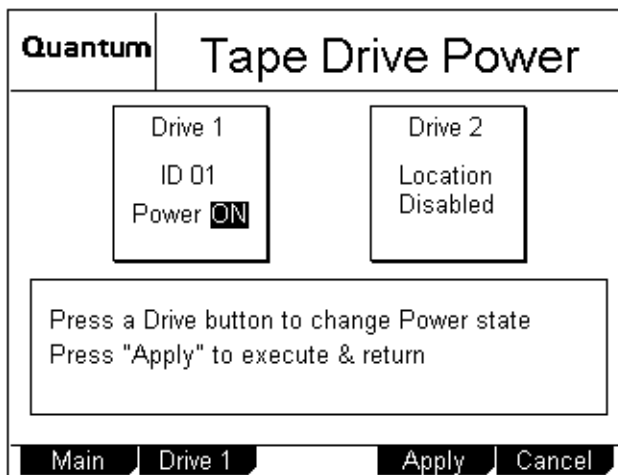 Quantum
Tape Drive Power
Drive 1
ID 01
Power ON
Drive 2
Location
Disabled
Press a Drive button to change Power state
Press "Apply" to execute & return
Main
Drive 1
Apply
Cancel